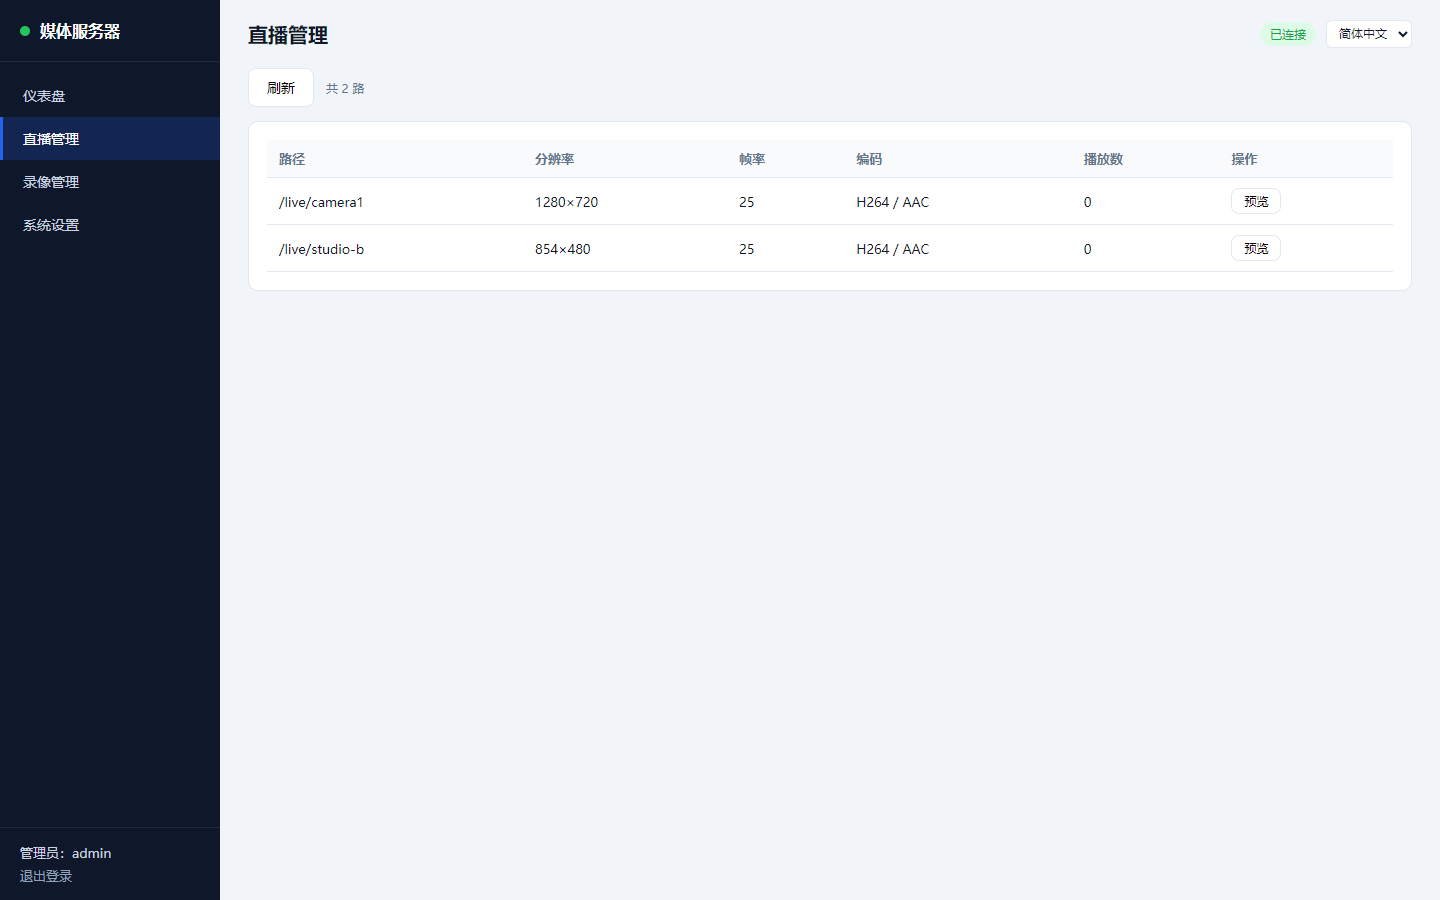 媒体服务器
仪表盘
直播管理
录像管理
系统设置
管理员：admin
退出登录
直播管理
已连接
简体中文
刷新
共 2 路
路径 分辨率 帧率 编码 播放数 操作
/live/camera1 1280×720 25 H264 / AAC 0 预览
/live/studio-b 854×480 25 H264 / AAC 0 预览